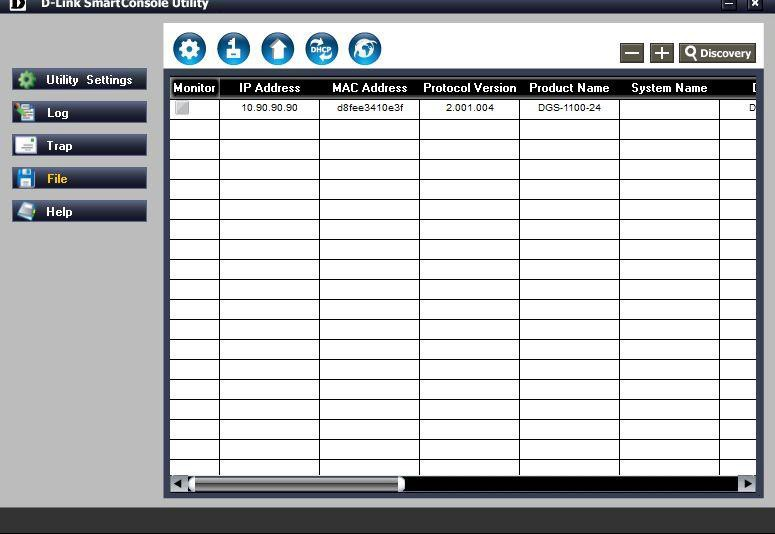 D-Link SmartConsole Utility
DHCP
Discovery
Utility Settings
Log
Trap
File
Help
Monitor IP Address MAC Address Protocol Version Product Name System Name
10.90.90.90 d8fee3410e3f 2.001.004 DGS-1100-24 D